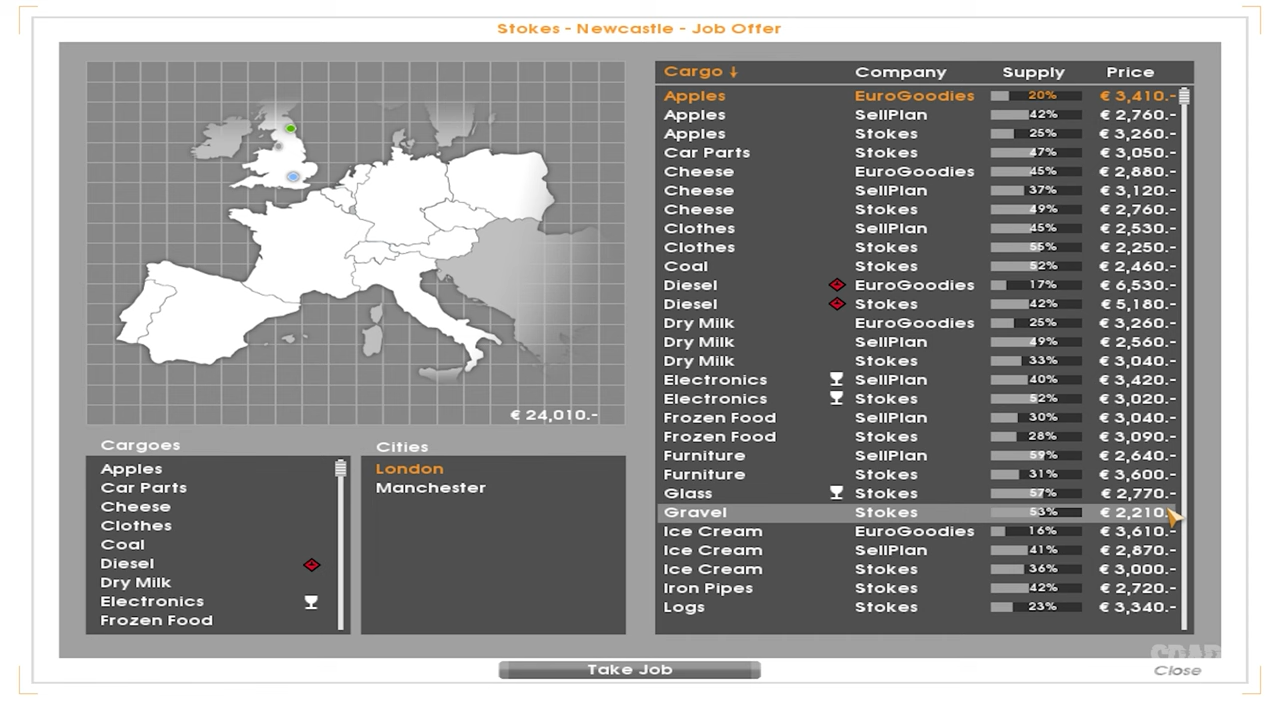 Stokes - Newcastle - Job Offer
€ 24,010.-
Cargoes
Apples
Car Parts
Cheese
Clothes
Coal
Diesel
Dry Milk
Electronics
Frozen Food
Cities
London
Manchester
Cargo ↓ Company Supply Price
Apples EuroGoodies 20% € 3,410.-
Apples SellPlan 42% € 2,760.-
Apples Stokes 25% € 3,260.-
Car Parts Stokes 47% € 3,050.-
Cheese EuroGoodies 45% € 2,880.-
Cheese SellPlan 37% € 3,120.-
Cheese Stokes 49% € 2,760.-
Clothes SellPlan 45% € 2,530.-
Clothes Stokes 55% € 2,250.-
Coal Stokes 52% € 2,460.-
Diesel EuroGoodies 17% € 6,530.-
Diesel Stokes 42% € 5,180.-
Dry Milk EuroGoodies 25% € 3,260.-
Dry Milk SellPlan 49% € 2,560.-
Dry Milk Stokes 33% € 3,040.-
Electronics SellPlan 40% € 3,420.-
Electronics Stokes 52% € 3,020.-
Frozen Food SellPlan 30% € 3,040.-
Frozen Food Stokes 28% € 3,090.-
Furniture SellPlan 59% € 2,640.-
Furniture Stokes 31% € 3,600.-
Glass Stokes 57% € 2,770.-
Gravel Stokes 53% € 2,210.-
Ice Cream EuroGoodies 16% € 3,610.-
Ice Cream SellPlan 41% € 2,870.-
Ice Cream Stokes 36% € 3,000.-
Iron Pipes Stokes 42% € 2,720.-
Logs Stokes 23% € 3,340.-
Take Job
Close